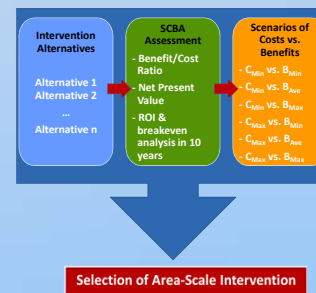 Intervention
Alternatives
Alternative 1
Alternative 2
...
Alternative n
SCBA
Assessment
- Benefit/Cost
Ratio
- Net Present
Value
- ROI &
breakeven
analysis in 10
years
Scenarios of
Costs vs.
Benefits
- CMin vs. BMin
- CMin vs. BAve
- CMin vs. BMax
- CMax vs. BMin
- CMax vs. BAve
- CMax vs. BMax
Selection of Area-Scale Intervention